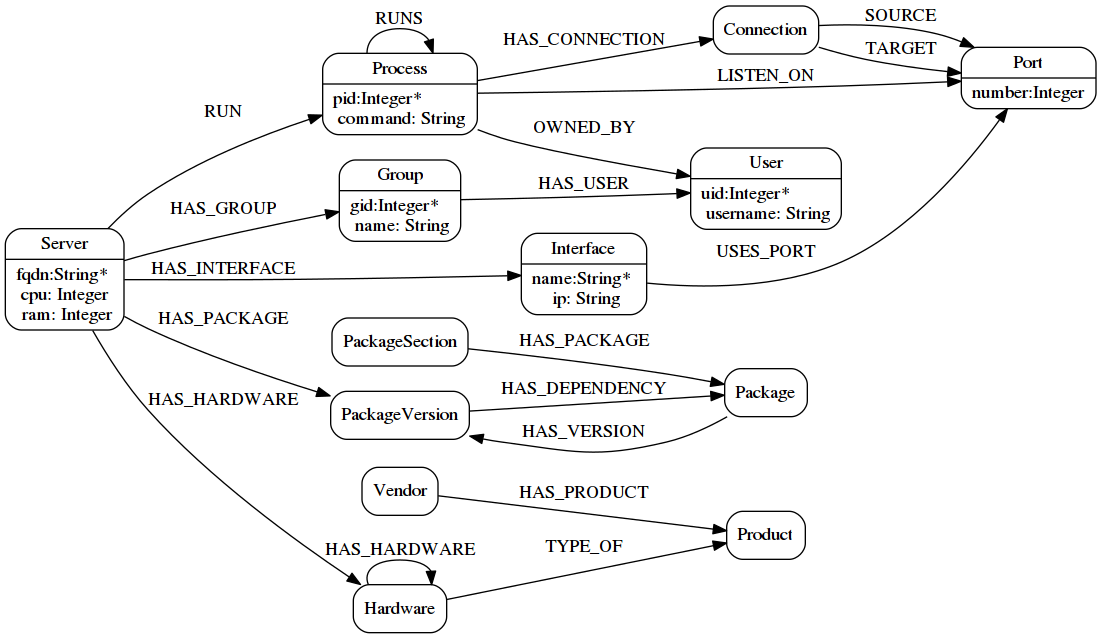 RUNS
SOURCE
Connection
HAS_CONNECTION
TARGET
Process
Port
LISTEN_ON
pid:Integer*
command: String
number:Integer
RUN
OWNED_BY
User
Group
HAS_USER
uid:Integer*
username: String
HAS_GROUP
gid:Integer*
name: String
Server
Interface
USES_PORT
HAS_INTERFACE
fqdn:String*
cpu: Integer
ram: Integer
name:String*
ip: String
HAS_PACKAGE
PackageSection
HAS_PACKAGE
HAS_DEPENDENCY
Package
HAS_HARDWARE
PackageVersion
HAS_VERSION
Vendor
HAS_PRODUCT
Product
HAS_HARDWARE
TYPE_OF
Hardware